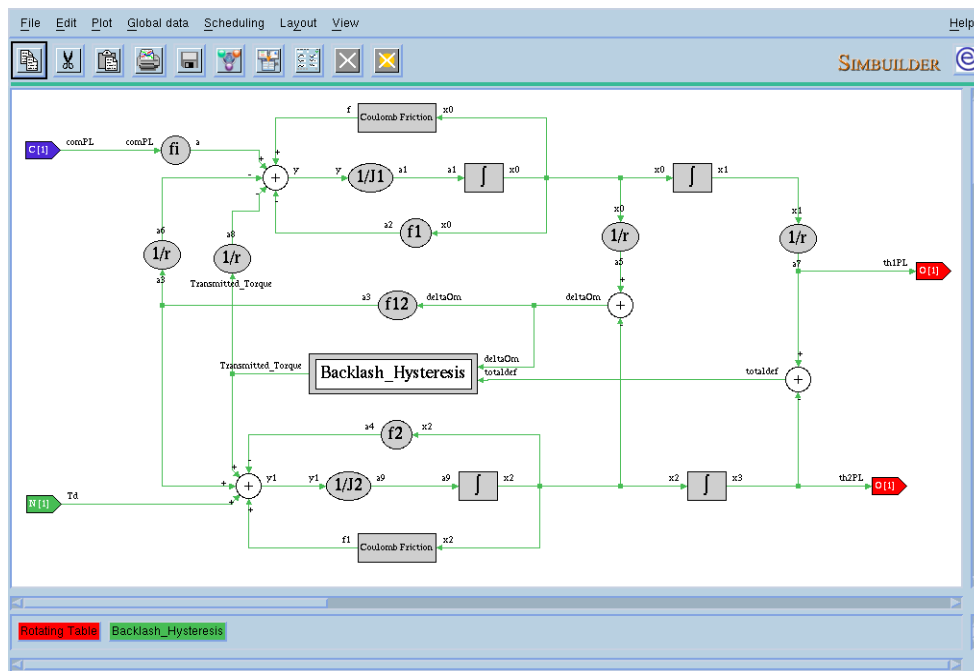 File Edit Plot Global data Scheduling Layout View Help
SIMBUILDER
f Coulomb Friction x0
C [1] comPL comPL fi a
+ + - - -
+ y y 1/J1 a1 a1 ∫ x0 x0 ∫ x1
a2 f1 x0
x0 x1
a6 a8
1/r 1/r 1/r 1/r
a3 a5 a7 th1PL O [1]
Transmitted_Torque
a3 f12 deltaOm deltaOm + + -
Transmitted_Torque Backlash_Hysteresis deltaOm
totaldef totaldef + + -
a4 f2 x2
- + + + +
+ y1 y1 1/J2 a9 a9 ∫ x2 x2 ∫ x3 th2PL O [1]
N [1] Td
f1 Coulomb Friction x2
Rotating Table Backlash_Hysteresis